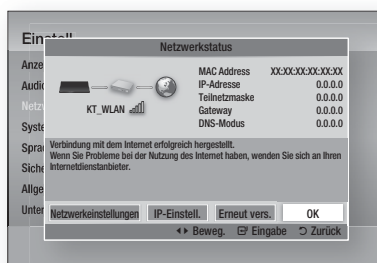 Einstell
Netzwerkstatus
Anze
Audi
Netzw
Syste
Sprac
Siche
Allge
Unter
MAC Address XX:XX:XX:XX:XX:XX
IP-Adresse 0.0.0.0
Teilnetzmaske 0.0.0.0
Gateway 0.0.0.0
DNS-Modus 0.0.0.0
KT_WLAN
Verbindung mit dem Internet erfolgreich hergestellt.
Wenn Sie Probleme bei der Nutzung des Internet haben, wenden Sie sich an Ihren
Internetdienstanbieter.
Netzwerkeinstellungen IP-Einstell. Erneut vers. OK
Beweg. Eingabe Zurück